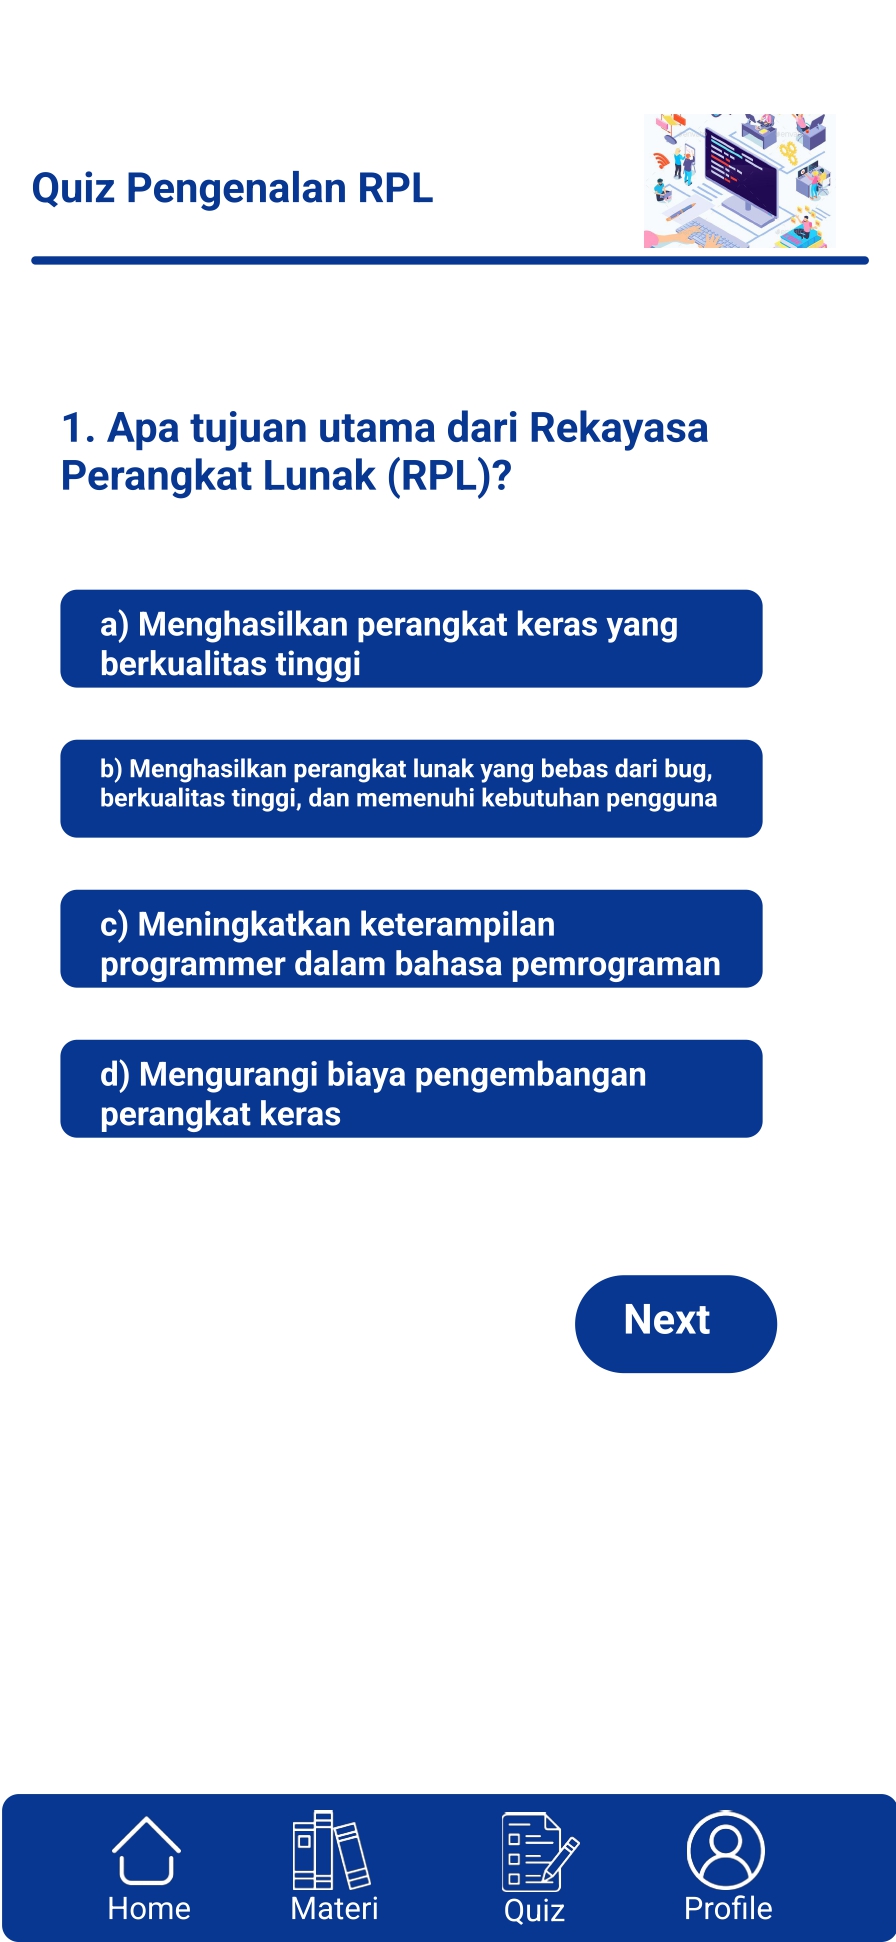 Quiz Pengenalan RPL
1. Apa tujuan utama dari Rekayasa
Perangkat Lunak (RPL)?
a) Menghasilkan perangkat keras yang
berkualitas tinggi
b) Menghasilkan perangkat lunak yang bebas dari bug,
berkualitas tinggi, dan memenuhi kebutuhan pengguna
c) Meningkatkan keterampilan
programmer dalam bahasa pemrograman
d) Mengurangi biaya pengembangan
perangkat keras
Next
Home
Materi
Quiz
Profile